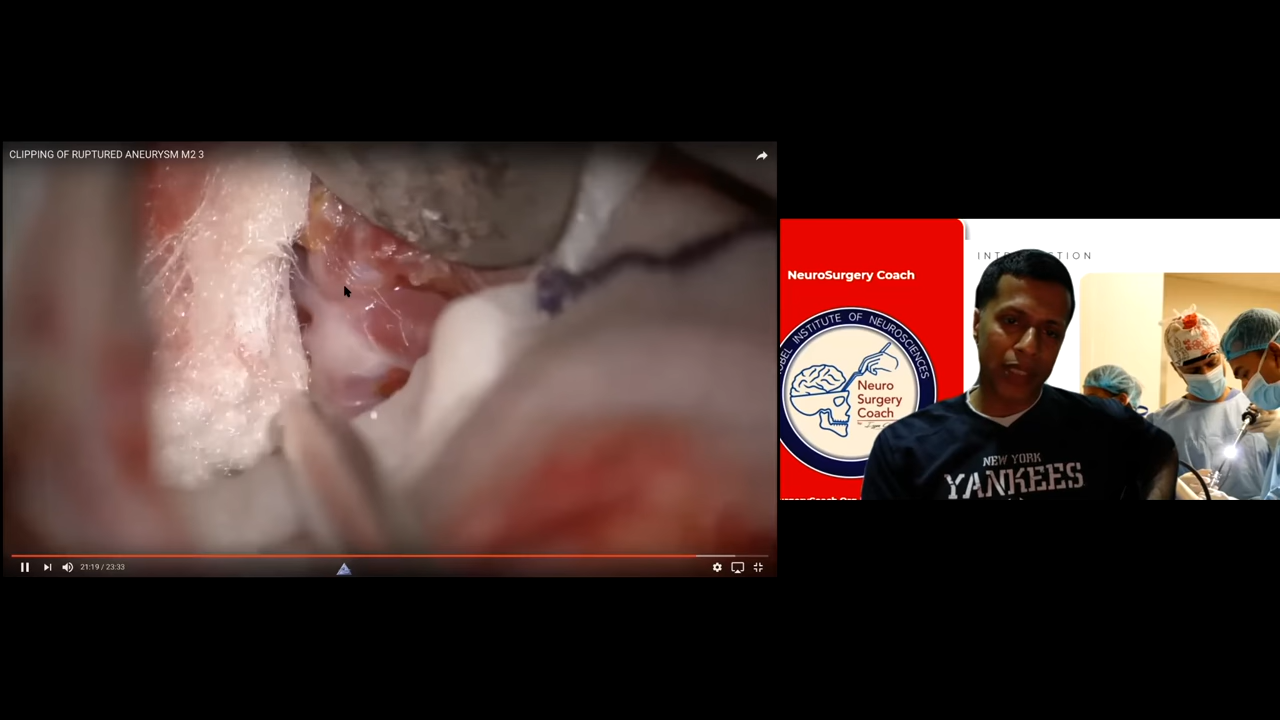 CLIPPING OF RUPTURED ANEURYSM M2 3
21:19 / 23:33
NeuroSurgery Coach
INSTITUTE OF NEUROSCIENCES
Neuro
Surgery
Coach
NEW YORK
YANKEES